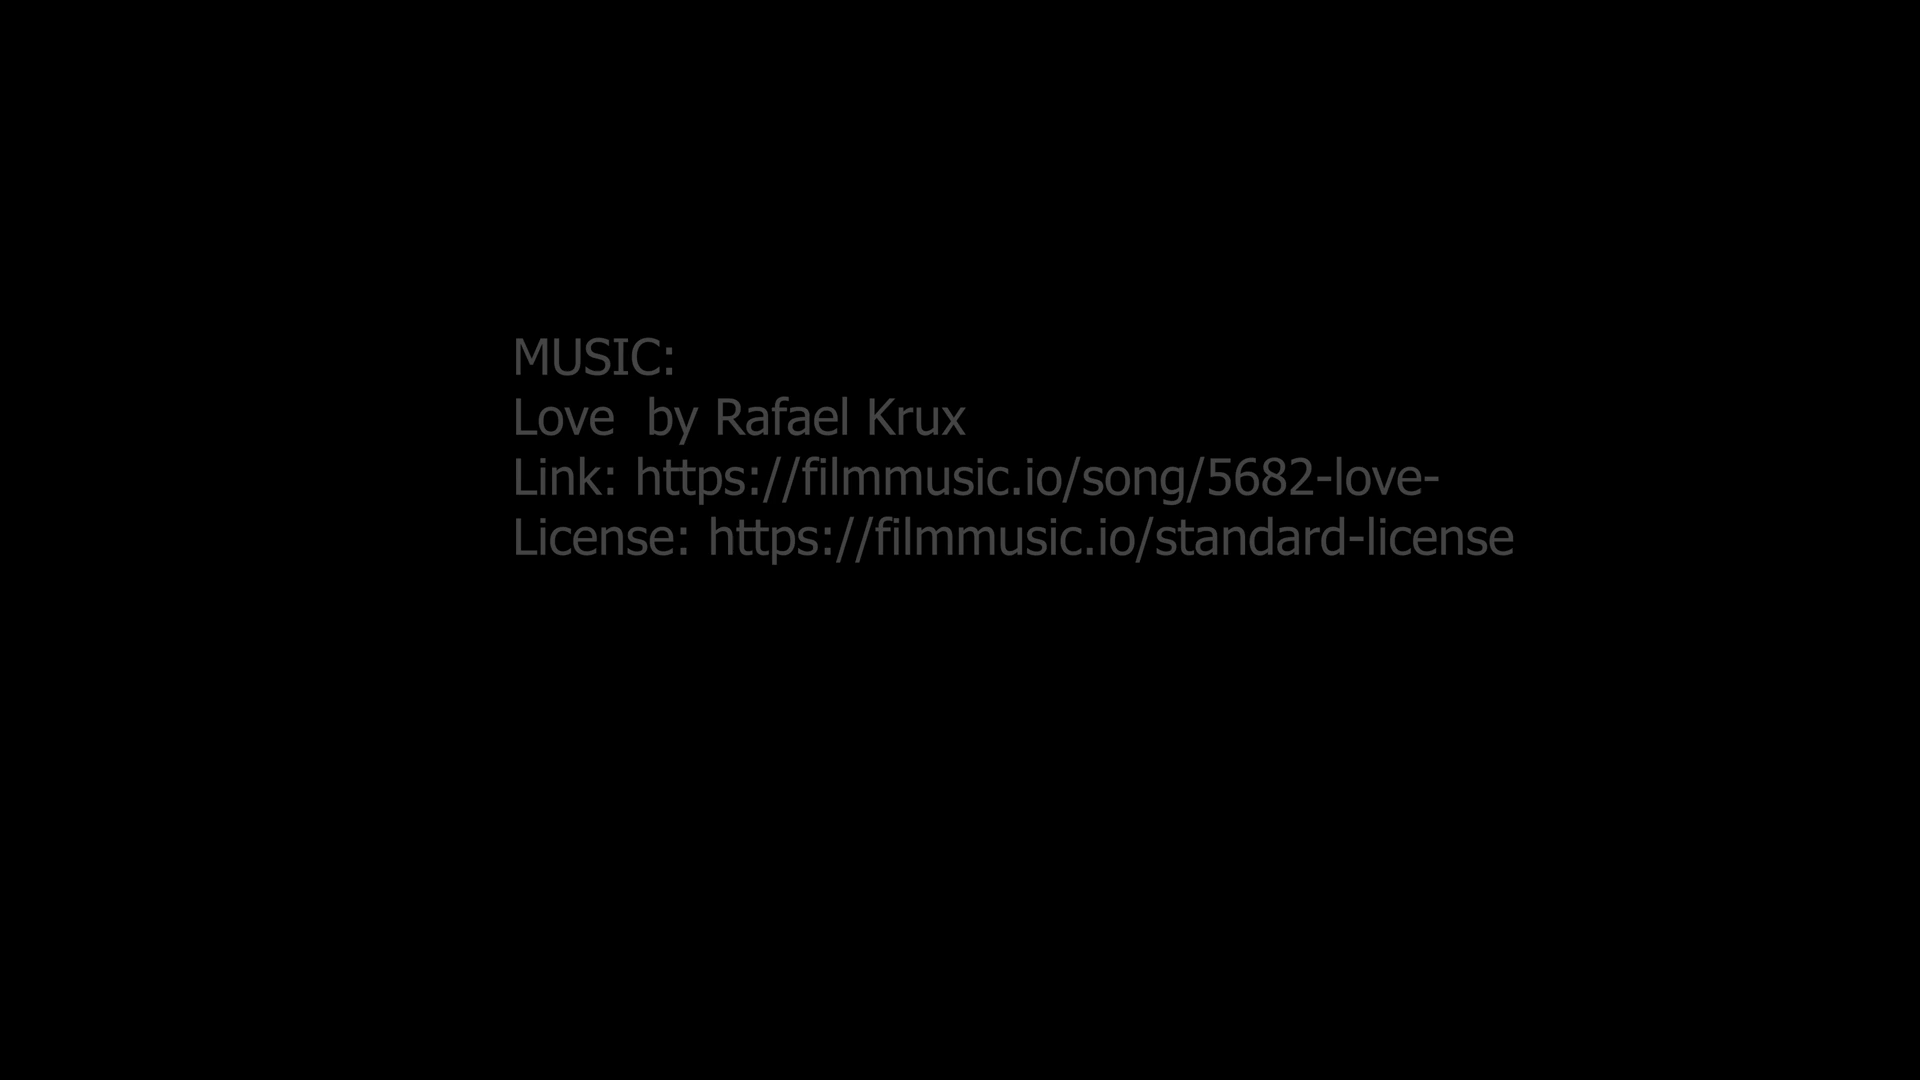 MUSIC:
Love  by Rafael Krux
Link: https://filmmusic.io/song/5682-love-
License: https://filmmusic.io/standard-license